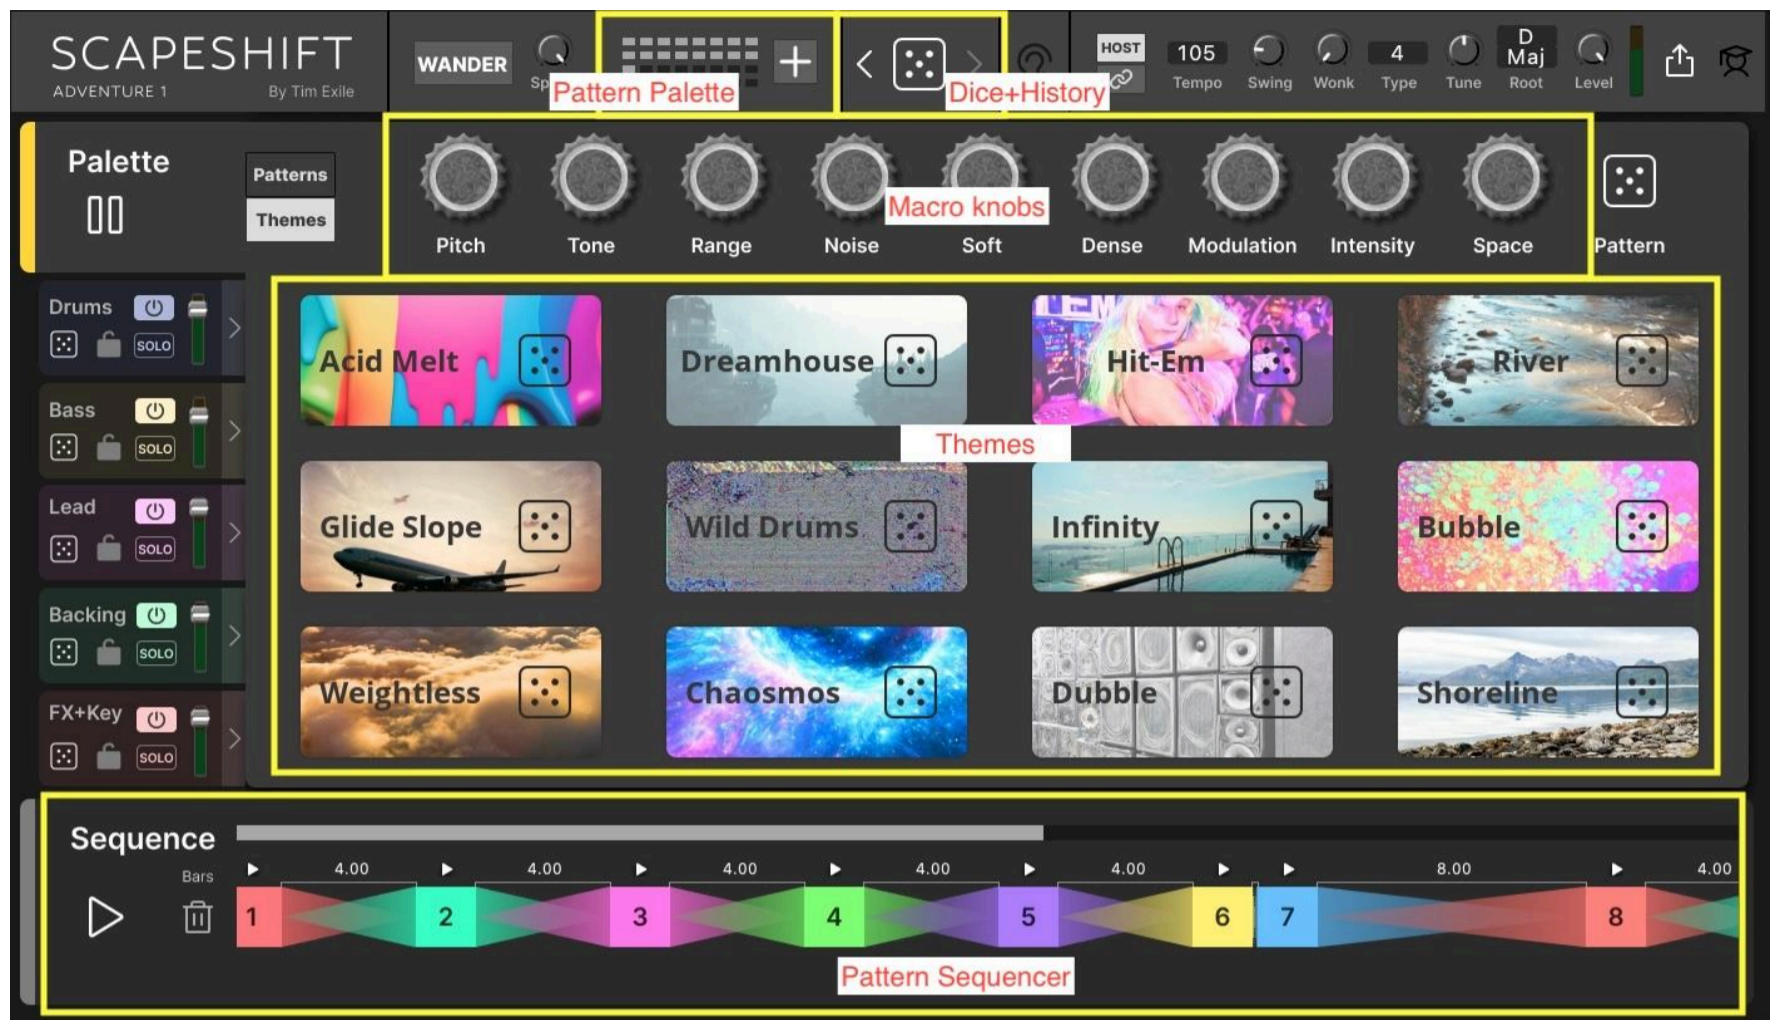 SCAPESHIFT
ADVENTURE 1 By Tim Exile
WANDER
Pattern Palette
Dice+History
HOST
105
Tempo
Swing
Wonk
4
Type
Tune
D
Maj
Root
Level
Palette
Patterns
Themes
Macro knobs
Pitch Tone Range Noise Soft Dense Modulation Intensity Space Pattern
Drums
SOLO
Bass
SOLO
Lead
SOLO
Backing
SOLO
FX+Key
SOLO
Acid Melt Dreamhouse Hit-Em River
Themes
Glide Slope Wild Drums Infinity Bubble
Weightless Chaosmos Dubble Shoreline
Sequence
Bars
4.00 4.00 4.00 4.00 4.00 8.00 4.00
1 2 3 4 5 6 7 8
Pattern Sequencer